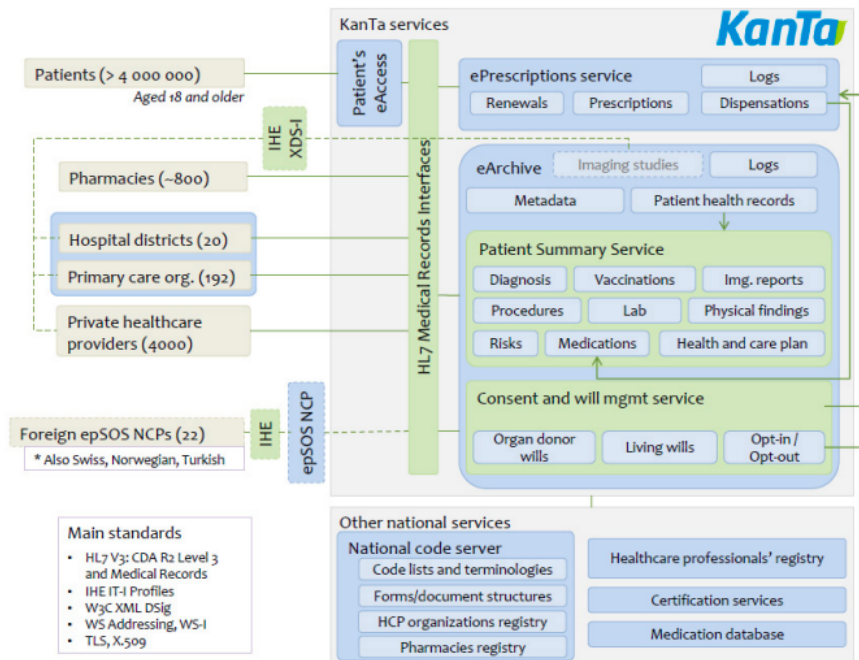 KanTa services
KanTa
Patients (> 4 000 000)
Aged 18 and older
Patient's
eAccess
IHE
XDS-I
Pharmacies (~800)
Hospital districts (20)
Primary care org. (192)
Private healthcare
providers (4000)
Foreign epSOS NCPs (22)
* Also Swiss, Norwegian, Turkish
IHE
epSOS NCP
HL7 Medical Records Interfaces
ePrescriptions service
Logs
Renewals
Prescriptions
Dispensations
eArchive
Imaging studies
Logs
Metadata
Patient health records
Patient Summary Service
Diagnosis
Vaccinations
Img. reports
Procedures
Lab
Physical findings
Risks
Medications
Health and care plan
Consent and will mgmt service
Organ donor
wills
Living wills
Opt-in /
Opt-out
Main standards
• HL7 V3: CDA R2 Level 3
and Medical Records
• IHE IT-I Profiles
• W3C XML DSig
• WS Addressing, WS-I
• TLS, X.509
Other national services
National code server
Code lists and terminologies
Forms/document structures
HCP organizations registry
Pharmacies registry
Healthcare professionals' registry
Certification services
Medication database